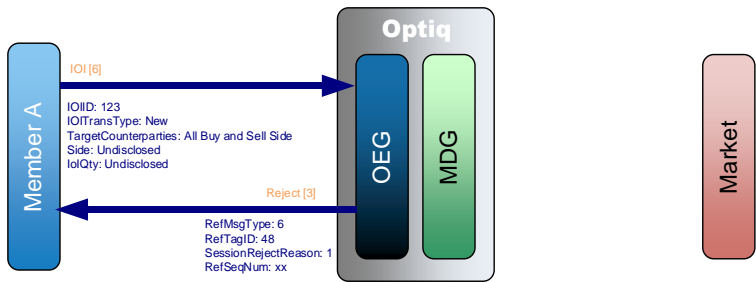 Optiq
Member A
IOI [6]
IOIID: 123
IOITransType: New
TargetCounterparties: All Buy and Sell Side
Side: Undisclosed
IoIQty: Undisclosed
Reject [3]
RefMsgType: 6
RefTagID: 48
SessionRejectReason: 1
RefSeqNum: xx
OEG
MDG
Market